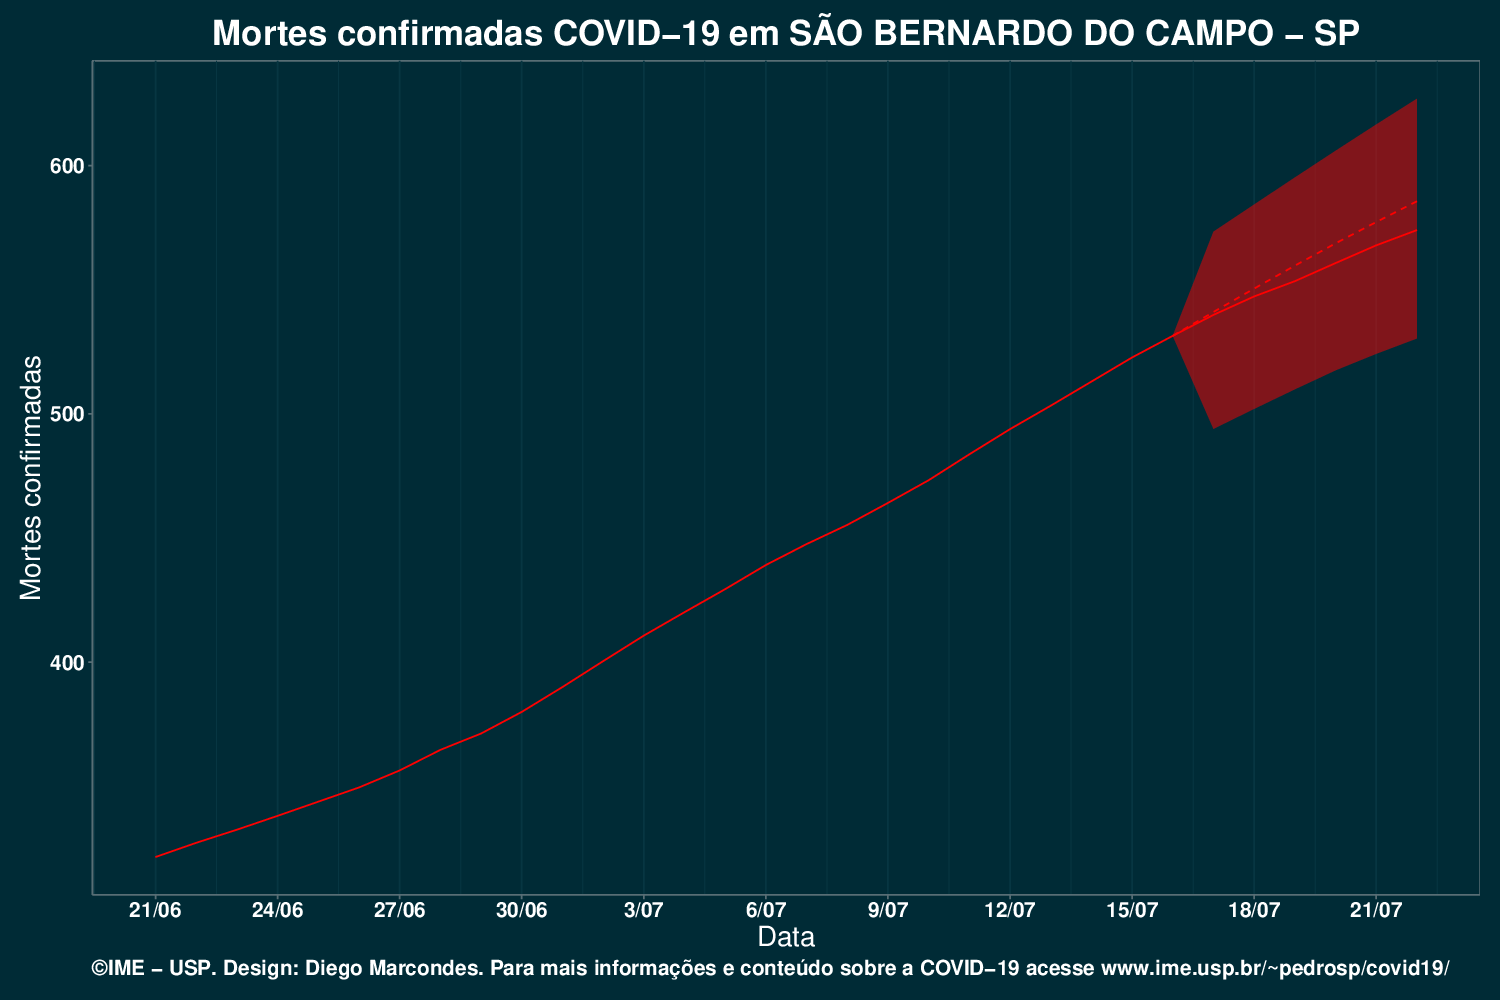 Mortes confirmadas COVID−19 em SÃO BERNARDO DO CAMPO − SP
Mortes confirmadas
600
500
400
21/06 24/06 27/06 30/06 3/07 6/07 9/07 12/07 15/07 18/07 21/07
Data
©IME − USP. Design: Diego Marcondes. Para mais informações e conteúdo sobre a COVID−19 acesse www.ime.usp.br/~pedrosp/covid19/